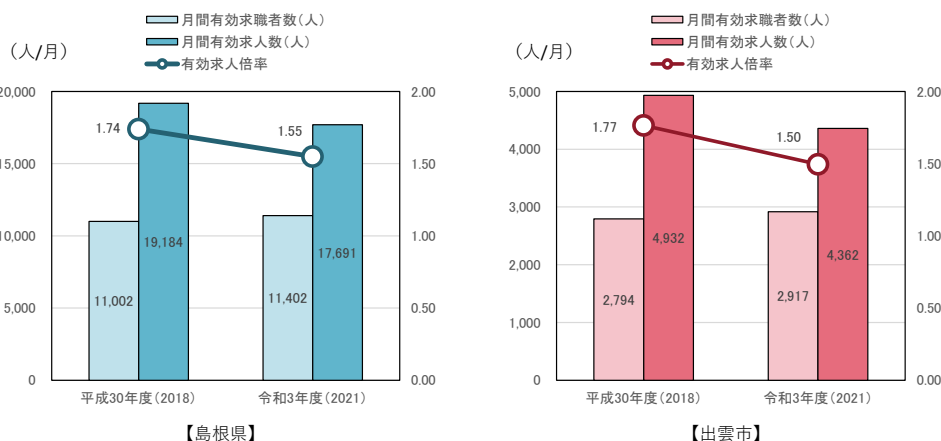 月間有効求職者数(人)
月間有効求人数(人)
有効求人倍率
(人/月)
20,000
15,000
10,000
5,000
0
2.00
1.50
1.00
0.50
0.00
1.74
1.55
19,184
17,691
11,002
11,402
平成30年度(2018)
令和3年度(2021)
【島根県】
月間有効求職者数(人)
月間有効求人数(人)
有効求人倍率
(人/月)
5,000
4,000
3,000
2,000
1,000
0
2.00
1.50
1.00
0.50
0.00
1.77
1.50
4,932
4,362
2,794
2,917
平成30年度(2018)
令和3年度(2021)
【出雲市】